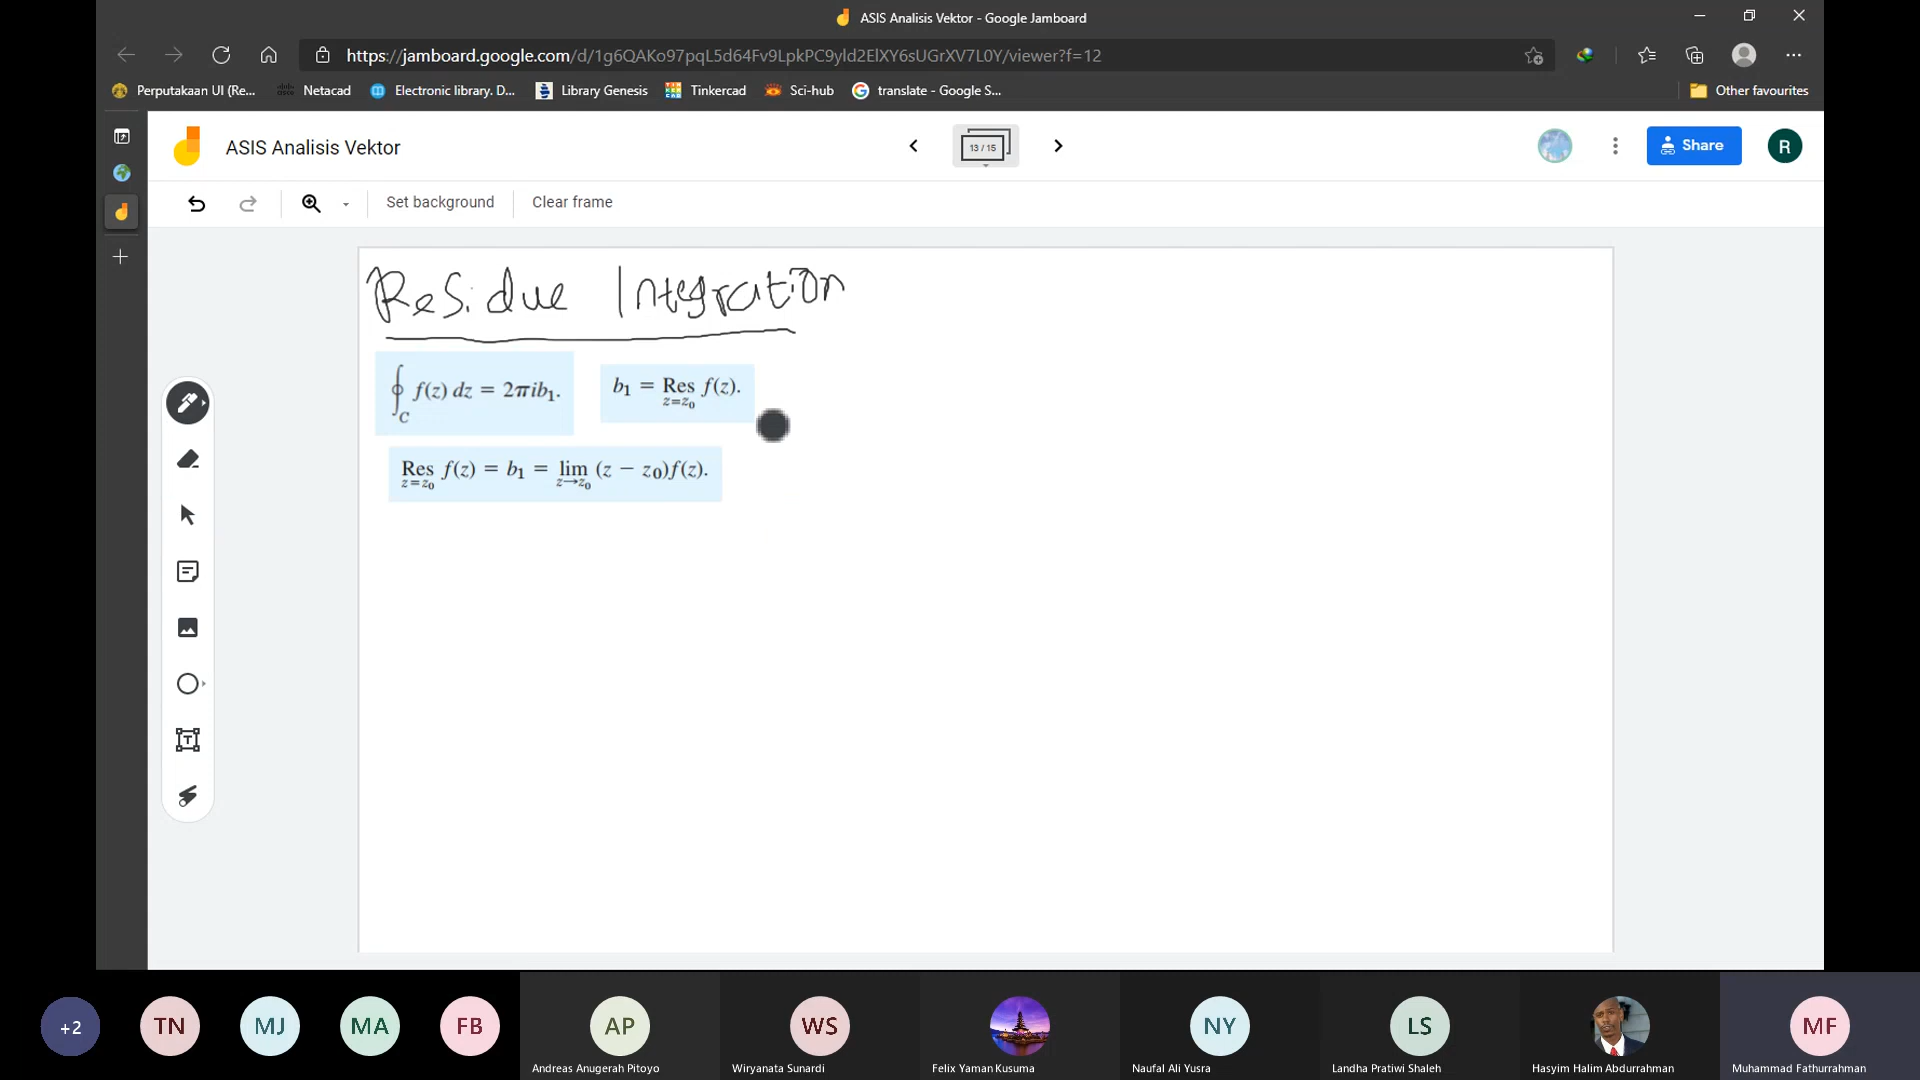 ASIS Analisis Vektor - Google Jamboard
https://jamboard.google.com/d/1g6QAKo97pqL5d64Fv9LpkPC9yld2ElXY6sUGrXV7L0Y/viewer?f=12
Perputakaan UI (Re... Netacad Electronic library. D... Library Genesis Tinkercad Sci-hub translate - Google S... Other favourites
ASIS Analisis Vektor 13 / 15 Share R
Set background Clear frame
Residue Integration
∮_C f(z) dz = 2πib₁. b₁ = Res_{z=z₀} f(z).
Res_{z=z₀} f(z) = b₁ = lim_{z→z₀} (z − z₀)f(z).
+2 TN MJ MA FB AP WS NY LS MF
Andreas Anugerah Pitoyo Wiryanata Sunardi Felix Yaman Kusuma Naufal Ali Yusra Landha Pratiwi Shaleh Hasyim Halim Abdurrahman Muhammad Fathurrahman